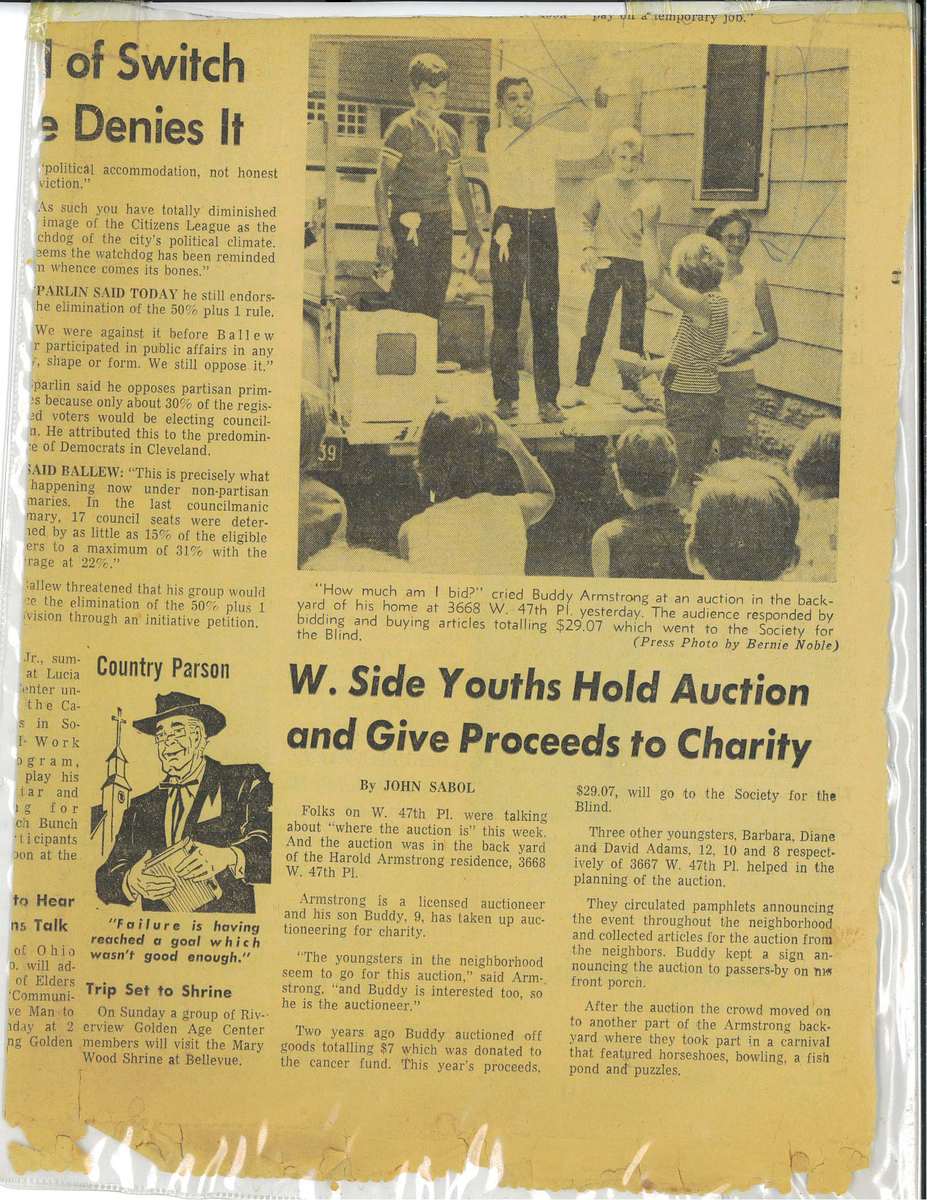 pay on a temporary job."
l of Switch
e Denies It
'political accommodation, not honest
viction."
As such you have totally diminished
image of the Citizens League as the
chdog of the city's political climate.
eems the watchdog has been reminded
m whence comes its bones."
PARLIN SAID TODAY he still endors-
he elimination of the 50% plus 1 rule.
We were against it before Ballew
r participated in public affairs in any
, shape or form. We still oppose it."
parlin said he opposes partisan prim-
es because only about 30% of the regis-
ed voters would be electing council-
n. He attributed this to the predomin-
ce of Democrats in Cleveland.
SAID BALLEW: "This is precisely what
happening now under non-partisan
maries. In the last councilmanic
mary, 17 council seats were deter-
ned by as little as 15% of the eligible
ers to a maximum of 31% with the
rage at 22%."
Ballew threatened that his group would
ce the elimination of the 50% plus 1
vision through an initiative petition.
39
"How much am I bid?" cried Buddy Armstrong at an auction in the back-
yard of his home at 3668 W. 47th Pl. yesterday. The audience responded by
bidding and buying articles totalling $29.07 which went to the Society for
the Blind.
(Press Photo by Bernie Noble)
Jr., sum-
at Lucia
enter un-
the Ca-
s in So-
l Work
ogram,
play his
tar and
ng for
ch Bunch
ticipants
oon at the
to Hear
ns Talk
of Ohio
o. will ad-
of Elders
'Communi-
ve Man to
nday at 2
ng Golden
Country Parson
"Failure is having
reached a goal which
wasn't good enough."
Trip Set to Shrine
On Sunday a group of Riv-
erview Golden Age Center
members will visit the Mary
Wood Shrine at Bellevue.
W. Side Youths Hold Auction
and Give Proceeds to Charity
By JOHN SABOL
Folks on W. 47th Pl. were talking
about "where the auction is" this week.
And the auction was in the back yard
of the Harold Armstrong residence, 3668
W. 47th Pl.
Armstrong is a licensed auctioneer
and his son Buddy, 9, has taken up auc-
tioneering for charity.
"The youngsters in the neighborhood
seem to go for this auction," said Arm-
strong, "and Buddy is interested too, so
he is the auctioneer."
Two years ago Buddy auctioned off
goods totalling $7 which was donated to
the cancer fund. This year's proceeds,
$29.07, will go to the Society for the
Blind.
Three other youngsters, Barbara, Diane
and David Adams, 12, 10 and 8 respect-
ively of 3667 W. 47th Pl. helped in the
planning of the auction.
They circulated pamphlets announcing
the event throughout the neighborhood
and collected articles for the auction from
the neighbors. Buddy kept a sign an-
nouncing the auction to passers-by on his
front porch.
After the auction the crowd moved on
to another part of the Armstrong back-
yard where they took part in a carnival
that featured horseshoes, bowling, a fish
pond and puzzles.